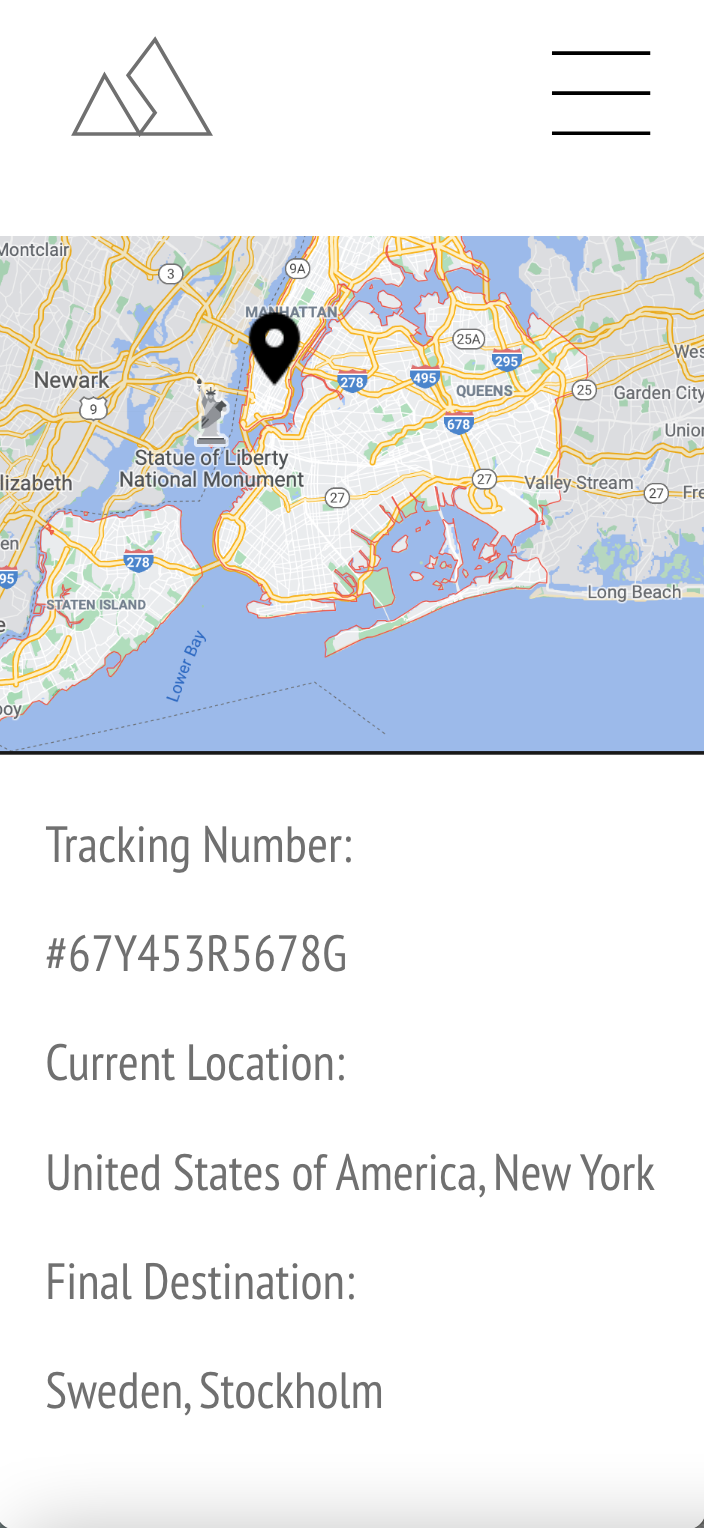 Montclair
3
9A
MANHATTAN
25A
295
Wes
Newark
278
495
QUEENS
25
Garden City
9
678
Union
Statue of Liberty
National Monument
lizabeth
27
27
Valley Stream
27
Fre
en
95
278
Long Beach
STATEN ISLAND
e
Lower Bay
boy
Tracking Number:
#67Y453R5678G
Current Location:
United States of America, New York
Final Destination:
Sweden, Stockholm